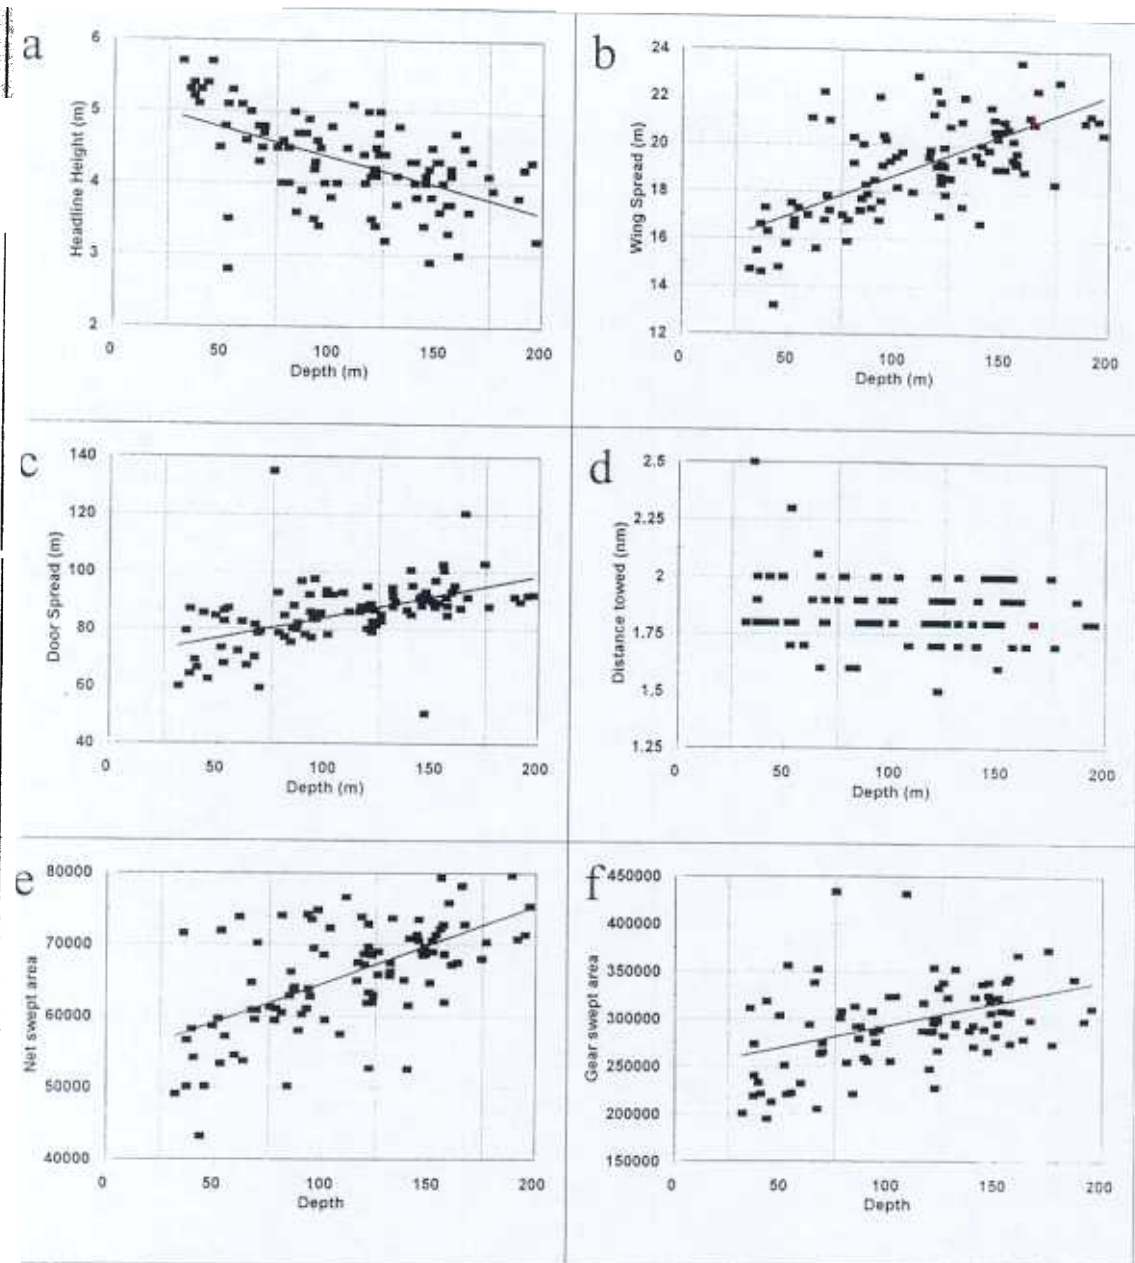 a
6
5
4
3
2
Headline Height (m)
0 50 100 150 200
Depth (m)
b
24
22
20
18
16
14
12
Wing Spread (m)
0 50 100 150 200
Depth (m)
c
140
120
100
80
60
40
Door Spread (m)
0 50 100 150 200
Depth (m)
d
2.5
2.25
2
1.75
1.5
1.25
Distance towed (nm)
0 50 100 150 200
Depth (m)
e
80000
70000
60000
50000
40000
Net swept area
0 50 100 150 200
Depth
f
450000
400000
350000
300000
250000
200000
150000
Gear swept area
0 50 100 150 200
Depth